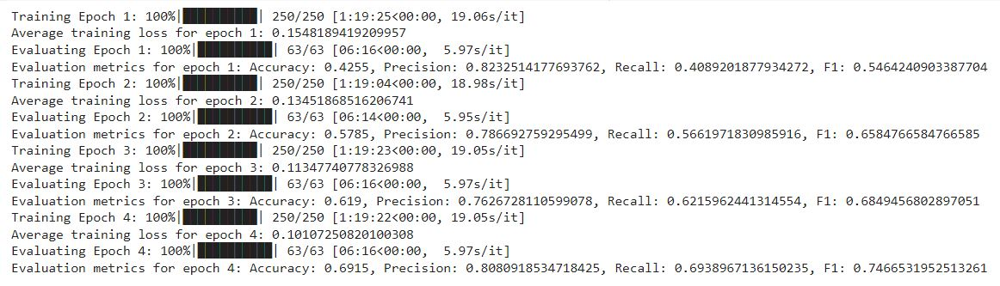 Training Epoch 1: 100%|██████████| 250/250 [1:19:25<00:00, 19.06s/it]
Average training loss for epoch 1: 0.1548189419209957
Evaluating Epoch 1: 100%|██████████| 63/63 [06:16<00:00,  5.97s/it]
Evaluation metrics for epoch 1: Accuracy: 0.4255, Precision: 0.8232514177693762, Recall: 0.4089201877934272, F1: 0.5464240903387704
Training Epoch 2: 100%|██████████| 250/250 [1:19:04<00:00, 18.98s/it]
Average training loss for epoch 2: 0.13451868516206741
Evaluating Epoch 2: 100%|██████████| 63/63 [06:14<00:00,  5.95s/it]
Evaluation metrics for epoch 2: Accuracy: 0.5785, Precision: 0.786692759295499, Recall: 0.5661971830985916, F1: 0.6584766584766585
Training Epoch 3: 100%|██████████| 250/250 [1:19:23<00:00, 19.05s/it]
Average training loss for epoch 3: 0.11347740778326988
Evaluating Epoch 3: 100%|██████████| 63/63 [06:16<00:00,  5.97s/it]
Evaluation metrics for epoch 3: Accuracy: 0.619, Precision: 0.7626728110599078, Recall: 0.6215962441314554, F1: 0.6849456802897051
Training Epoch 4: 100%|██████████| 250/250 [1:19:22<00:00, 19.05s/it]
Average training loss for epoch 4: 0.10107250820100308
Evaluating Epoch 4: 100%|██████████| 63/63 [06:16<00:00,  5.97s/it]
Evaluation metrics for epoch 4: Accuracy: 0.6915, Precision: 0.8080918534718425, Recall: 0.6938967136150235, F1: 0.7466531952513261